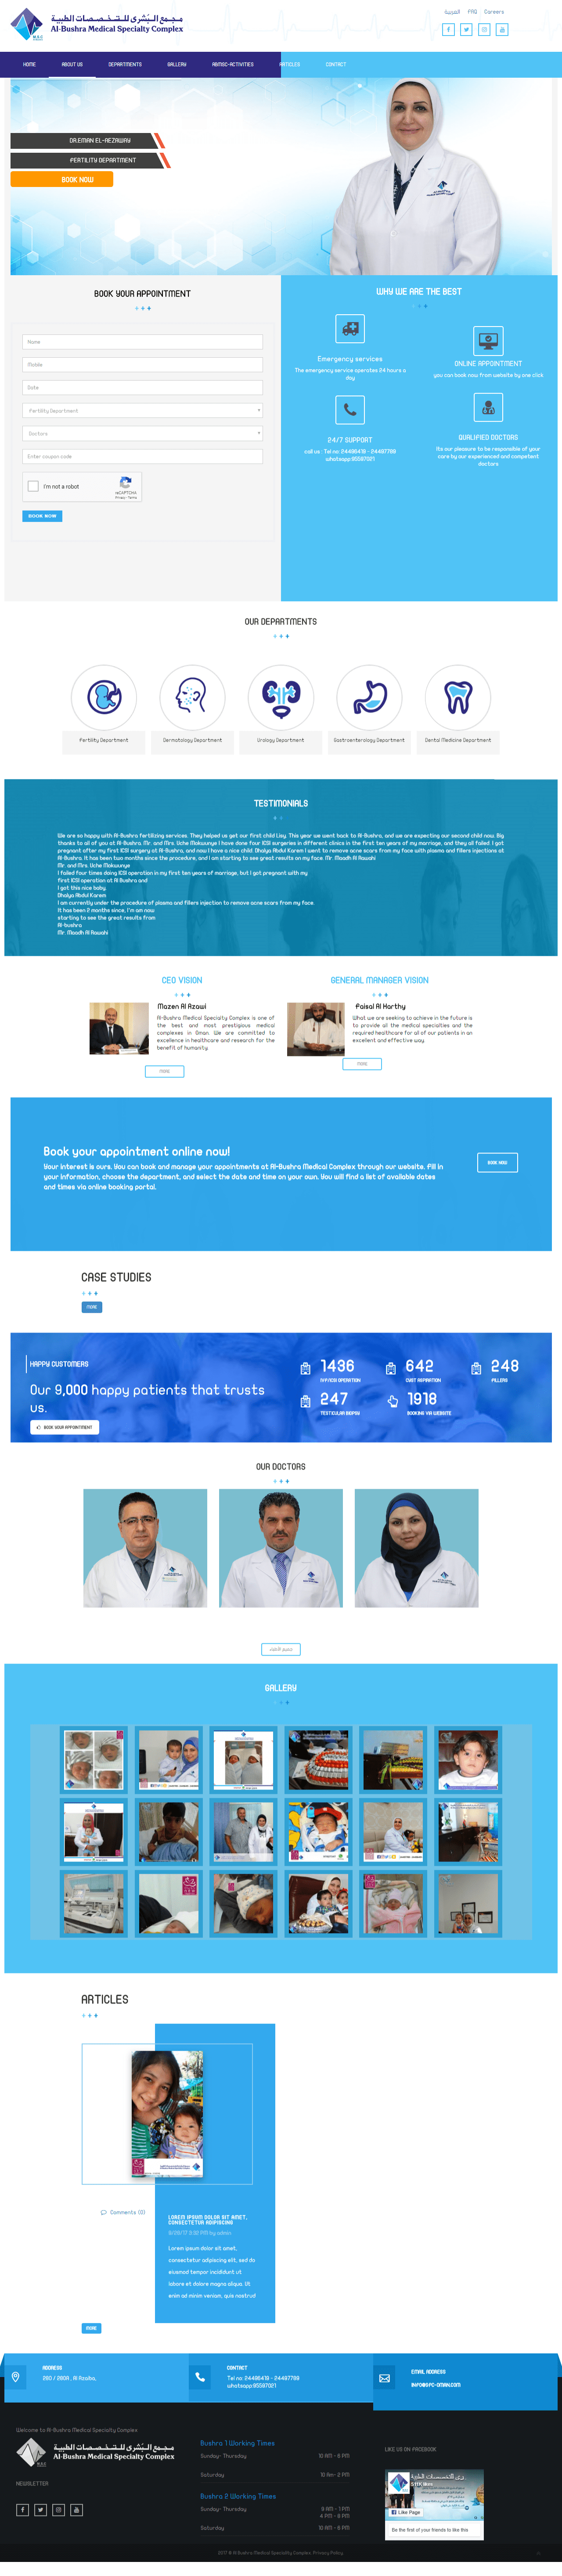 مجمع البشرى للتخصصات الطبية
Al-Bushra Medical Specialty Complex
العربية FAQ Careers
HOME ABOUT US DEPARTMENTS GALLERY ABMSC-ACTIVITIES ARTICLES CONTACT
DR.EMAN EL-AEZAWAY
FERTILITY DEPARTMENT
BOOK NOW
BOOK YOUR APPOINTMENT
Name
Mobile
Date
Fertility Department
Doctors
Enter coupon code
I'm not a robot
reCAPTCHA
Privacy - Terms
BOOK NOW
WHY WE ARE THE BEST
Emergency services
The emergency service operates 24 hours a
day
ONLINE APPOINTMENT
you can book now from website by one click
24/7 SUPPORT
call us : Tel no: 24496419 - 24497799
whatsapp:95597021
QUALIFIED DOCTORS
Its our pleasure to be responsible of your
care by our experienced and competent
doctors
OUR DEPARTMENTS
Fertility Department
Dermatology Department
Urology Department
Gastroenterology Department
Dental Medicine Department
TESTIMONIALS
We are so happy with Al-Bushra fertilizing services. They helped us get our first child Lisy. This year we went back to Al-Bushra, and we are expecting our second child now. Big
thanks to all of you at Al-Bushra. Mr. and Mrs. Uche Mokwunye I have done four ICSI surgeries in different clinics in the first ten years of my marriage, and they all failed. I got
pregnant after my first ICSI surgery at Al-Bushra, and I have a nice child. Dhalya Abdul Kareem I want to remove acne scars from my face with plasma and fillers injections at
Al-Bushra. It has been two months since the procedure, and I am starting to see great results on my face. Mr. Moadh Al Rawahi
Mr. and Mrs. Uche Mokwunye
I failed four times doing ICSI operation in my first ten years of marriage, but I got pregnant with my
first ICSI operation at Al Bushra and
I got this nice baby
Dhalya Abdul Karem
I am currently under the procedure of plasma and fillers injection to remove acne scars from my face.
It has been 2 months since, I'm am now
starting to see the great results from
Al-bushra
Mr. Moadh Al Rawahi
CEO VISION
Mazen Al Azawi
Al-Bushra Medical Specialty Complex is one of
the best and most prestigious medical
complexes in Oman. We are committed to
excellence in healthcare and research for the
benefit of humanity
MORE
GENERAL MANAGER VISION
Faisal Al Harthy
What we are seeking to achieve in the future is
to provide all the medical specialties and the
required healthcare for all of our patients in an
excellent and effective way.
MORE
Book your appointment online now!
Your interest is ours. You can book and manage your appointments at Al-Bushra Medical Complex through our website. Fill in
your information, choose the department, and select the date and time on your own. You will find a list of available dates
and times via online booking portal.
BOOK NOW
CASE STUDIES
MORE
HAPPY CUSTOMERS
Our 9,000 happy patients that trusts
us.
BOOK YOUR APPOINTMENT
1436
IVF/ICSI OPERATION
642
CYST ASPIRATION
248
FILLERS
247
TESTICULAR BIOPSY
1918
BOOKING VIA WEBSITE
OUR DOCTORS
جميع الأطباء
GALLERY
ARTICLES
Comments (0)
LOREM IPSUM DOLOR SIT AMET,
CONSECTETUR ADIPISCING
9/28/17 3:52 PM by admin
Lorem ipsum dolor sit amet,
consectetur adipiscing elit, sed do
eiusmod tempor incididunt ut
labore et dolore magna aliqua. Ut
enim ad minim veniam, quis nostrud
MORE
ADDRESS
CONTACT
Tel no: 24496419 - 24497799
whatsapp:95597021
EMAIL ADDRESS
Welcome to Al-Bushra Medical Specialty Complex
مجمع البشرى للتخصصات الطبية
Al-Bushra Medical Specialty Complex
NEWSLETTER
Bushra 1 Working Times
Sunday- Thursday 10 AM - 8 PM
Saturday 10 Am- 2 PM
Bushra 2 Working Times
Sunday- Thursday 9 AM - 1 PM
4 PM - 8 PM
Saturday 10 AM - 8 PM
LIKE US ON FACEBOOK
Like Page
Be the first of your friends to like this
2017 © Al Bushra Medical Speciality Complex. Privacy Policy